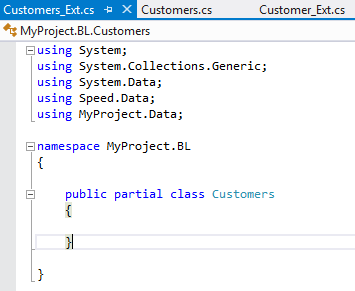 Customers_Ext.cs
Customers.cs
Customer_Ext.cs
MyProject.BL.Customers
using System;
using System.Collections.Generic;
using System.Data;
using Speed.Data;
using MyProject.Data;
namespace MyProject.BL
{
public partial class Customers
{
}
}